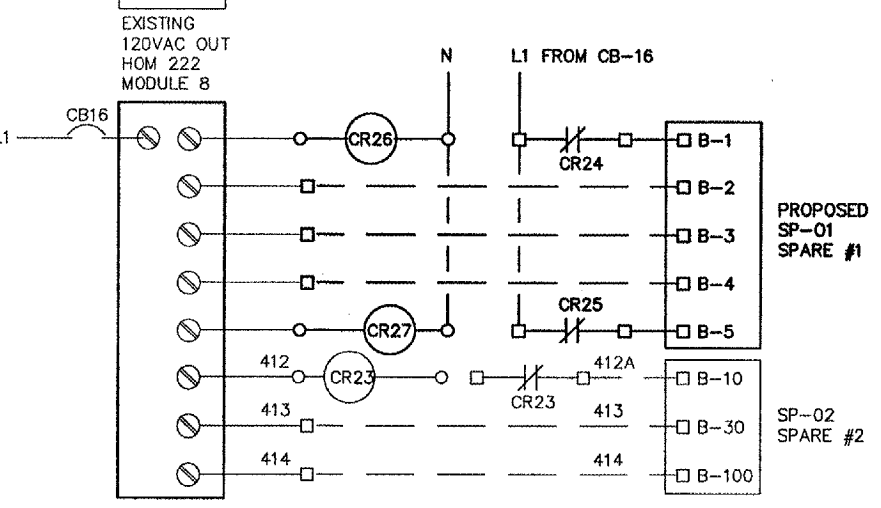 EXISTING
120VAC OUT
HOM 222
MODULE 8
N
L1 FROM CB-16
CB16
CR26
CR24
B-1
B-2
B-3
B-4
PROPOSED
SP-01
SPARE #1
CR27
CR25
B-5
412
CR23
CR23
412A
B-10
413
413
B-30
SP-02
SPARE #2
414
414
B-100